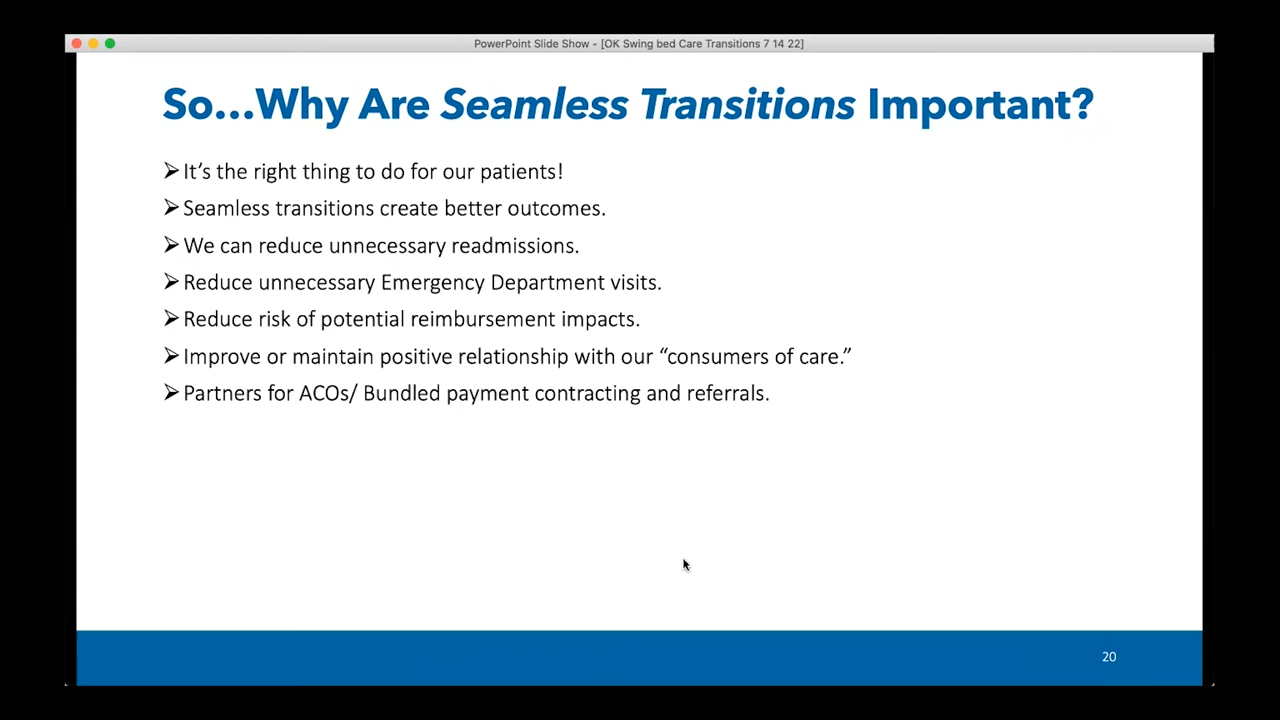 PowerPoint Slide Show - [OK Swing bed Care Transitions 7 14 22]
So...Why Are Seamless Transitions Important?
➢It’s the right thing to do for our patients!
➢Seamless transitions create better outcomes.
➢We can reduce unnecessary readmissions.
➢Reduce unnecessary Emergency Department visits.
➢Reduce risk of potential reimbursement impacts.
➢Improve or maintain positive relationship with our “consumers of care.”
➢Partners for ACOs/ Bundled payment contracting and referrals.
20